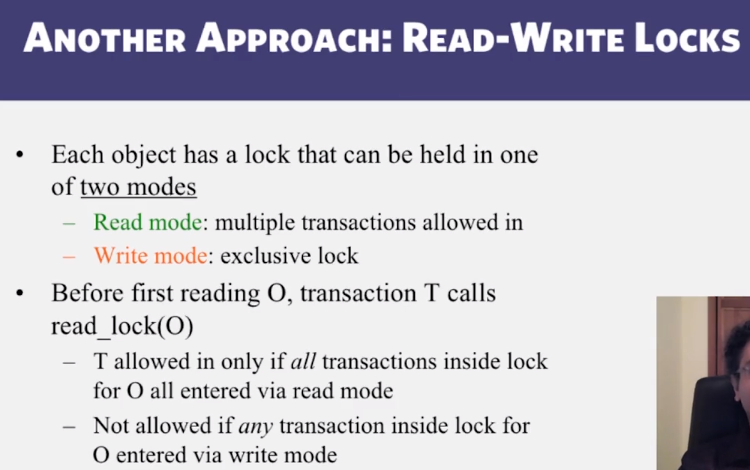 ANOTHER APPROACH: READ-WRITE LOCKS
• Each object has a lock that can be held in one
of two modes
– Read mode: multiple transactions allowed in
– Write mode: exclusive lock
• Before first reading O, transaction T calls
read_lock(O)
– T allowed in only if all transactions inside lock
for O all entered via read mode
– Not allowed if any transaction inside lock for
O entered via write mode